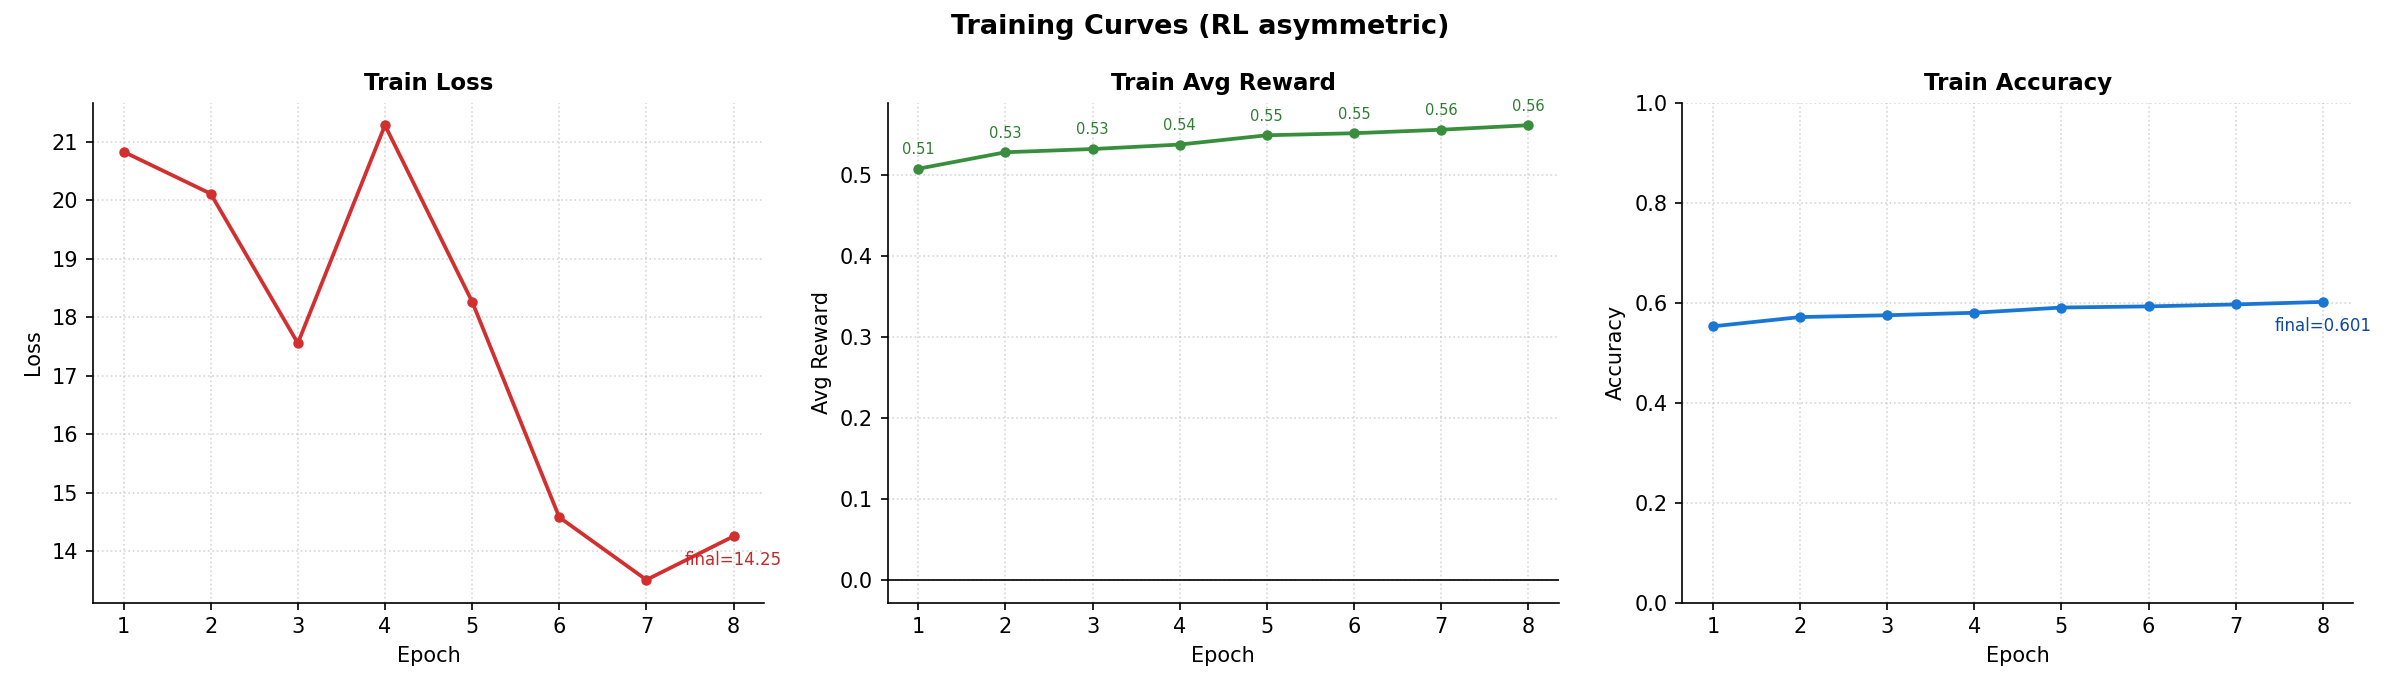 Training Curves (RL asymmetric)
Train Loss
Loss
21
20
19
18
17
16
15
14
final=14.25
1 2 3 4 5 6 7 8
Epoch
Train Avg Reward
Avg Reward
0.5
0.4
0.3
0.2
0.1
0.0
0.51 0.53 0.53 0.54 0.55 0.55 0.56 0.56
1 2 3 4 5 6 7 8
Epoch
Train Accuracy
Accuracy
1.0
0.8
0.6
0.4
0.2
0.0
final=0.601
1 2 3 4 5 6 7 8
Epoch